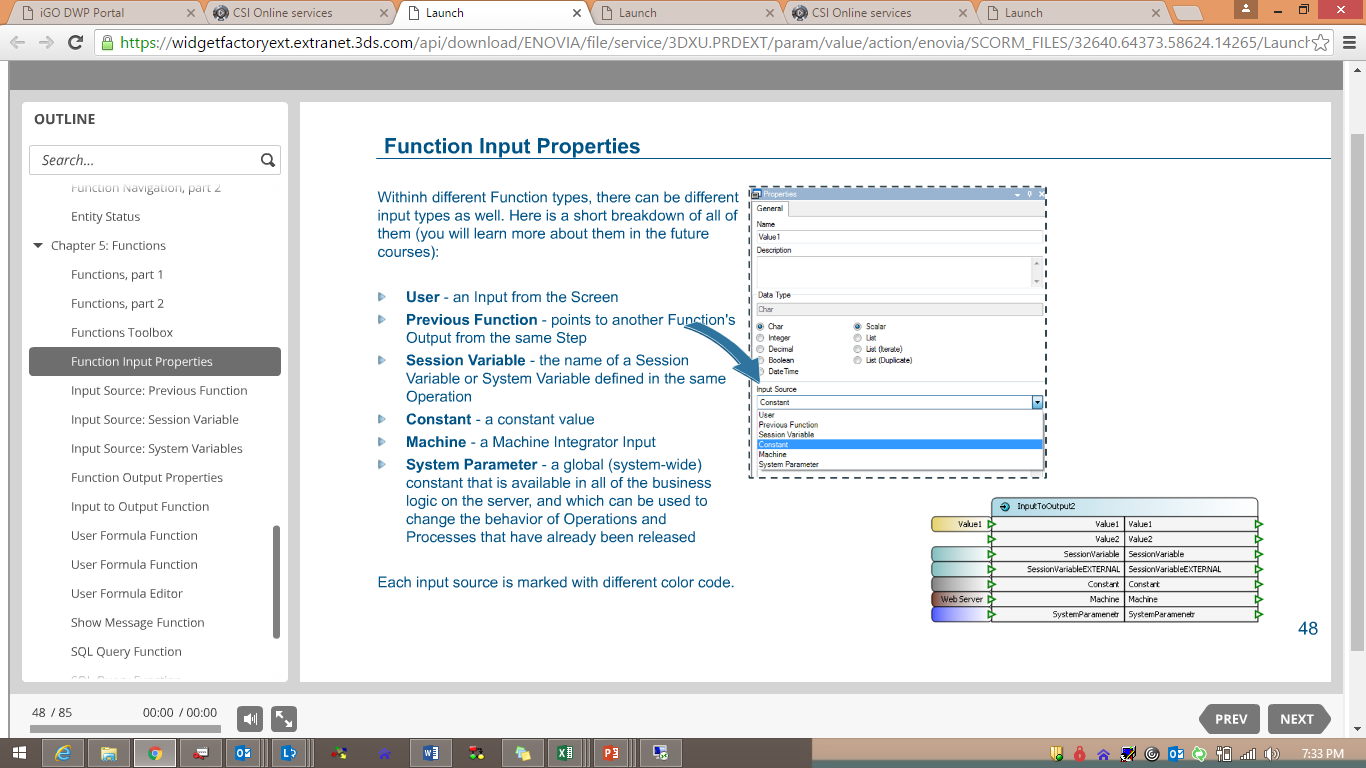 iGO DWP Portal
CSI Online services
Launch
Launch
CSI Online services
Launch
https://widgetfactoryext.extranet.3ds.com/api/download/ENOVIA/file/service/3DXU.PRDEXT/param/value/action/enovia/SCORM_FILES/32640.64373.58624.14265/Launch
OUTLINE
Search...
Function Navigation, part 2
Entity Status
Chapter 5: Functions
Functions, part 1
Functions, part 2
Functions Toolbox
Function Input Properties
Input Source: Previous Function
Input Source: Session Variable
Input Source: System Variables
Function Output Properties
Input to Output Function
User Formula Function
User Formula Function
User Formula Editor
Show Message Function
SQL Query Function
SQL Query Function
48 / 85
00:00 / 00:00
Function Input Properties
Withinh different Function types, there can be different
input types as well. Here is a short breakdown of all of
them (you will learn more about them in the future
courses):
User - an Input from the Screen
Previous Function - points to another Function's
Output from the same Step
Session Variable - the name of a Session
Variable or System Variable defined in the same
Operation
Constant - a constant value
Machine - a Machine Integrator Input
System Parameter - a global (system-wide)
constant that is available in all of the business
logic on the server, and which can be used to
change the behavior of Operations and
Processes that have already been released
Each input source is marked with different color code.
Properties
General
Name
Value1
Description
Data Type
Char
Char
Scalar
Integer
List
Decimal
List (Iterate)
Boolean
List (Duplicate)
DateTime
Input Source
Constant
User
Previous Function
Session Variable
Constant
Machine
System Parameter
InputToOutput2
Value1 Value1 Value1
Value2 Value2
SessionVariable SessionVariable
SessionVariableEXTERNAL SessionVariableEXTERNAL
Constant Constant
Web Server Machine Machine
SystemParamenetr SystemParamenetr
48
PREV
NEXT
7:33 PM